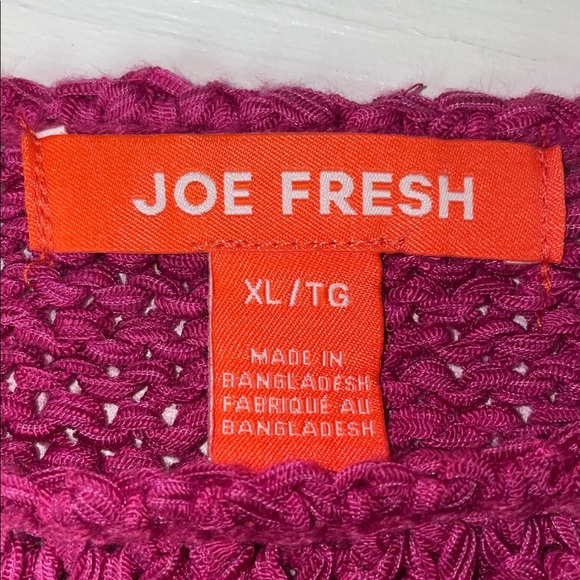 JOE FRESH
XL/TG
MADE IN
BANGLADESH
FABRIQUÉ AU
BANGLADESH